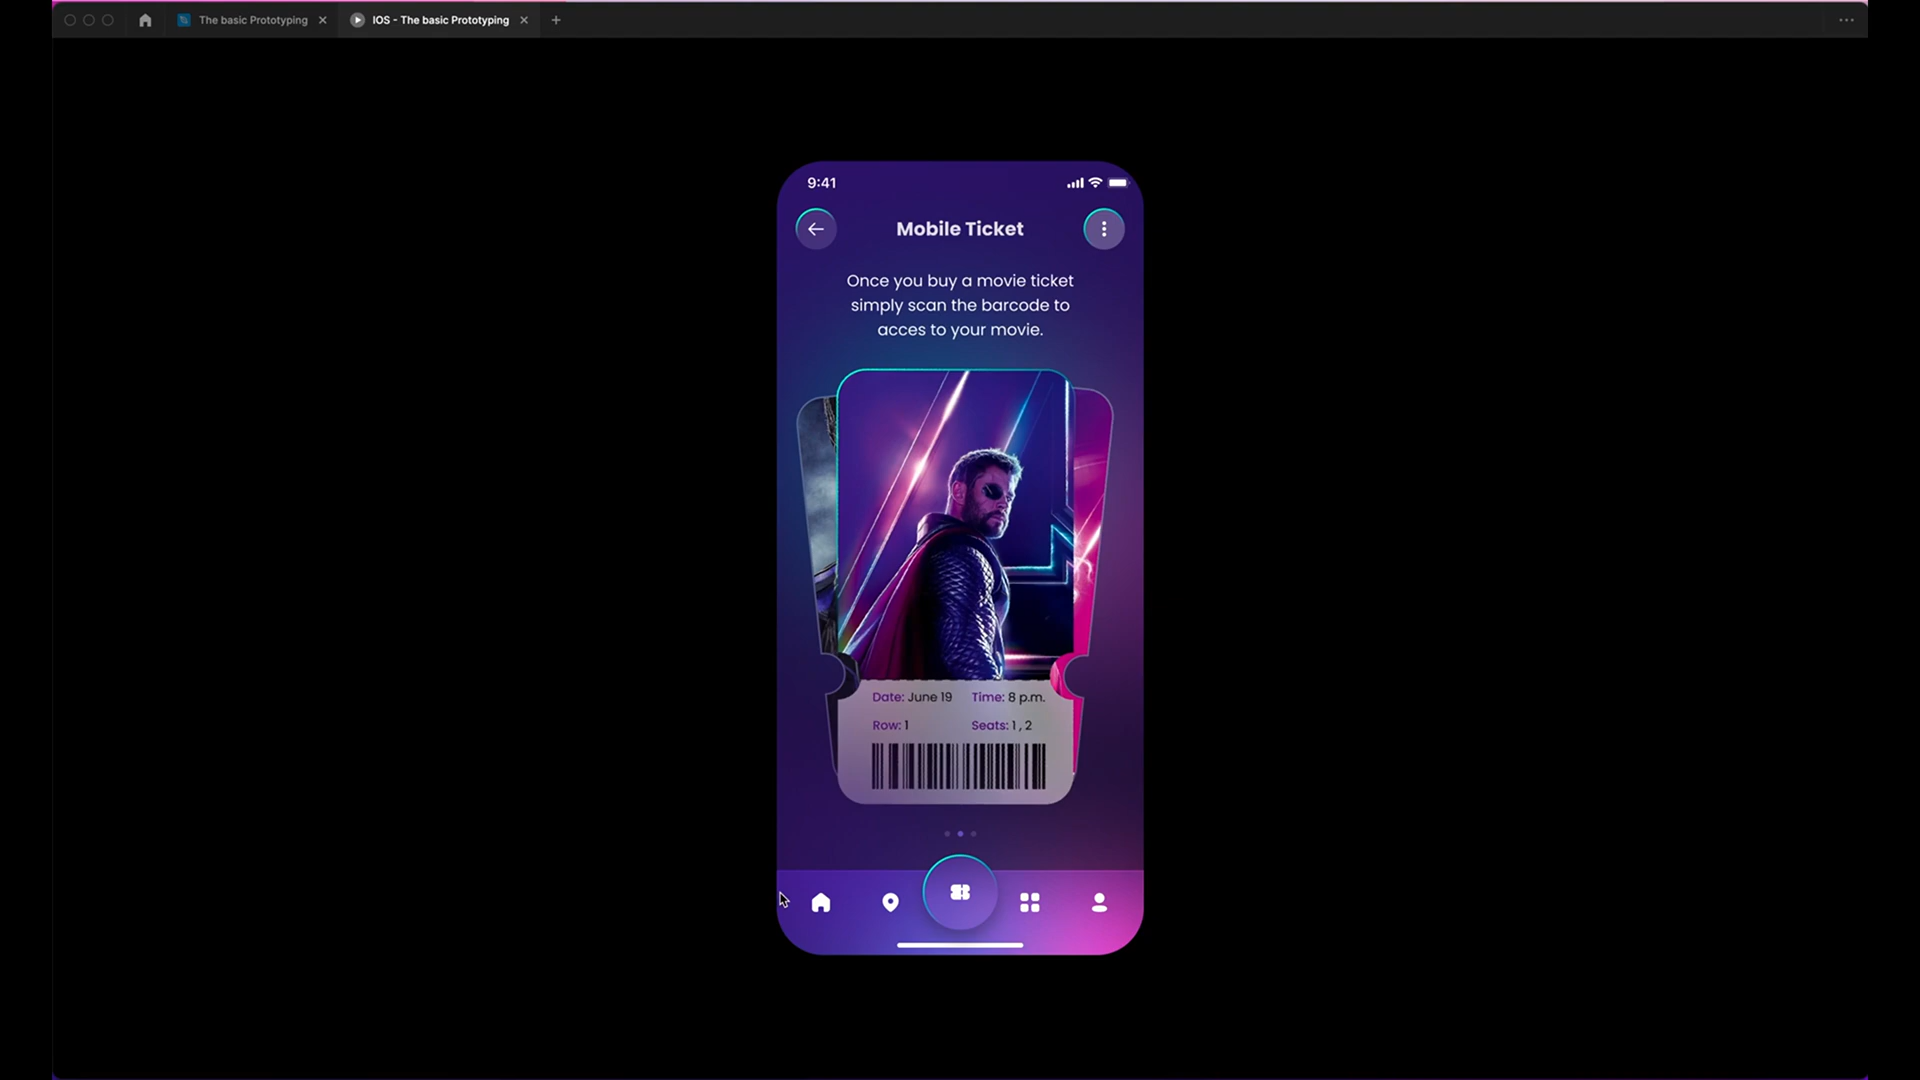 The basic Prototyping
IOS - The basic Prototyping
9:41
Mobile Ticket
Once you buy a movie ticket
simply scan the barcode to
acces to your movie.
Date: June 19 Time: 8 p.m.
Row: 1 Seats: 1 , 2